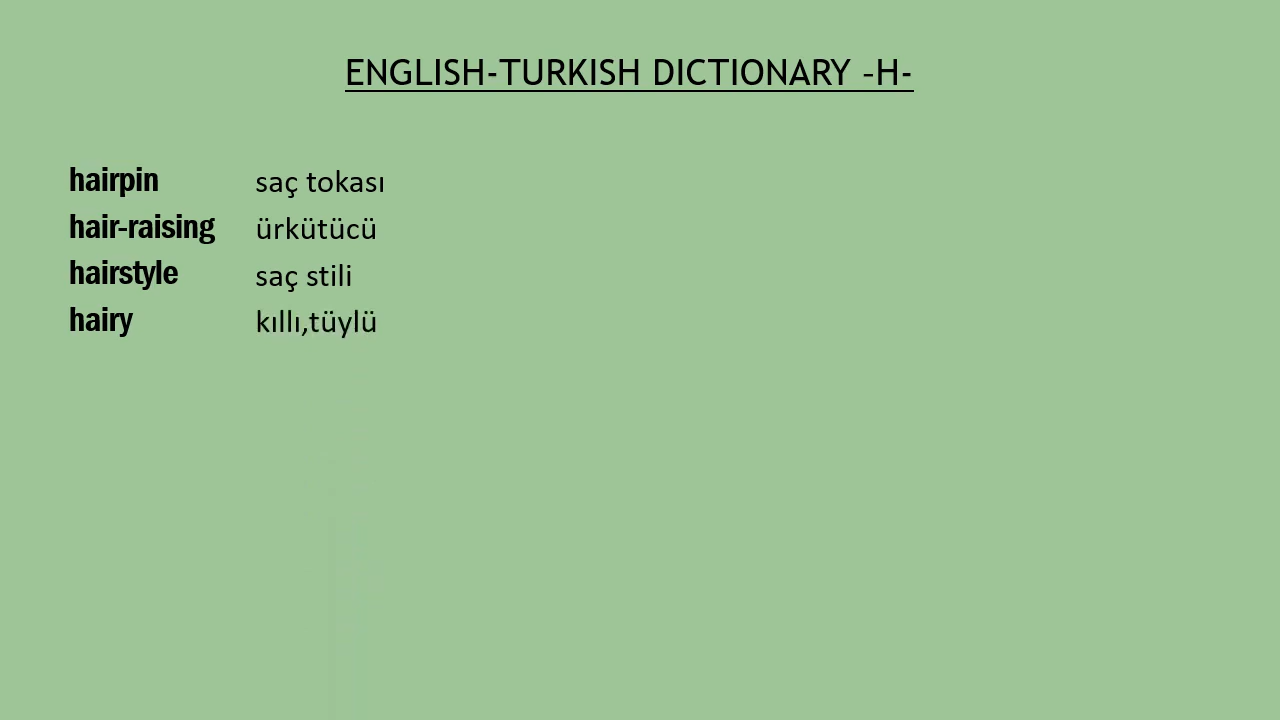 ENGLISH-TURKISH DICTIONARY –H-
hairpin saç tokası
hair-raising ürkütücü
hairstyle saç stili
hairy kıllı,tüylü